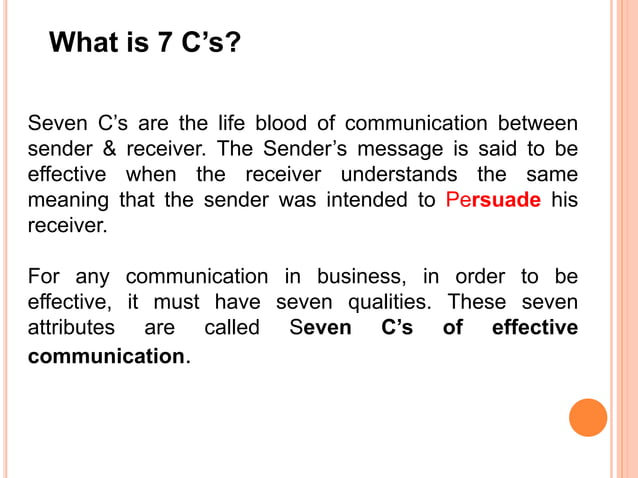 What is 7 C’s?
Seven C’s are the life blood of communication between
sender & receiver. The Sender’s message is said to be
effective when the receiver understands the same
meaning that the sender was intended to Persuade his
receiver.
For any communication in business, in order to be
effective, it must have seven qualities. These seven
attributes are called Seven C’s of effective
communication.